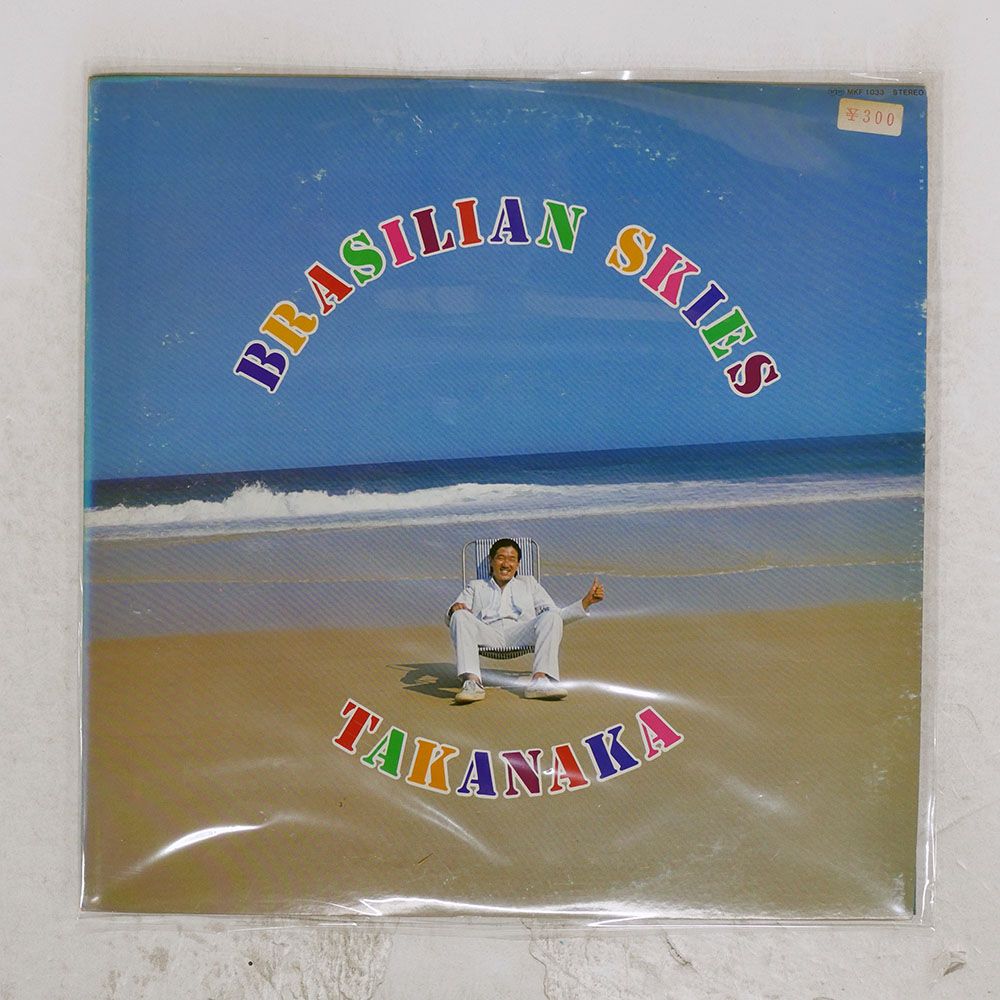 MKF 1033 STEREO
¥300
BRASILIAN SKIES
TAKANAKA